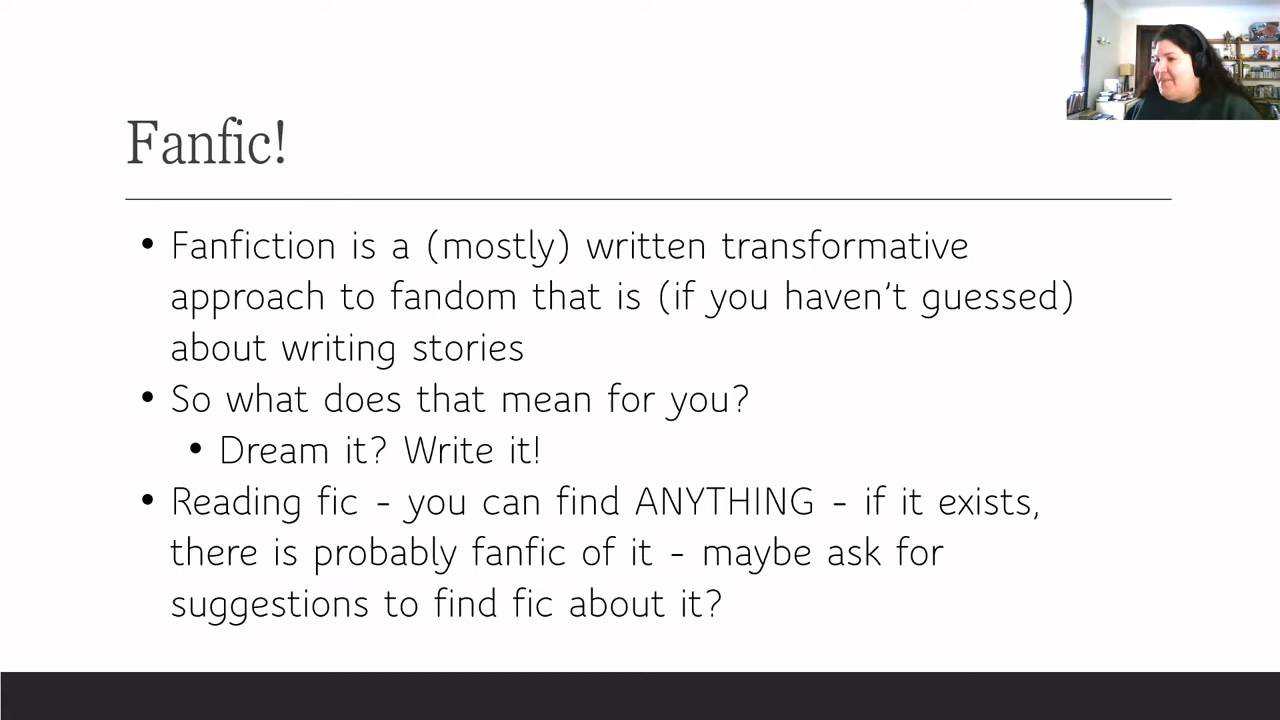 Fanfic!
• Fanfiction is a (mostly) written transformative
approach to fandom that is (if you haven't guessed)
about writing stories
• So what does that mean for you?
• Dream it? Write it!
• Reading fic - you can find ANYTHING - if it exists,
there is probably fanfic of it - maybe ask for
suggestions to find fic about it?